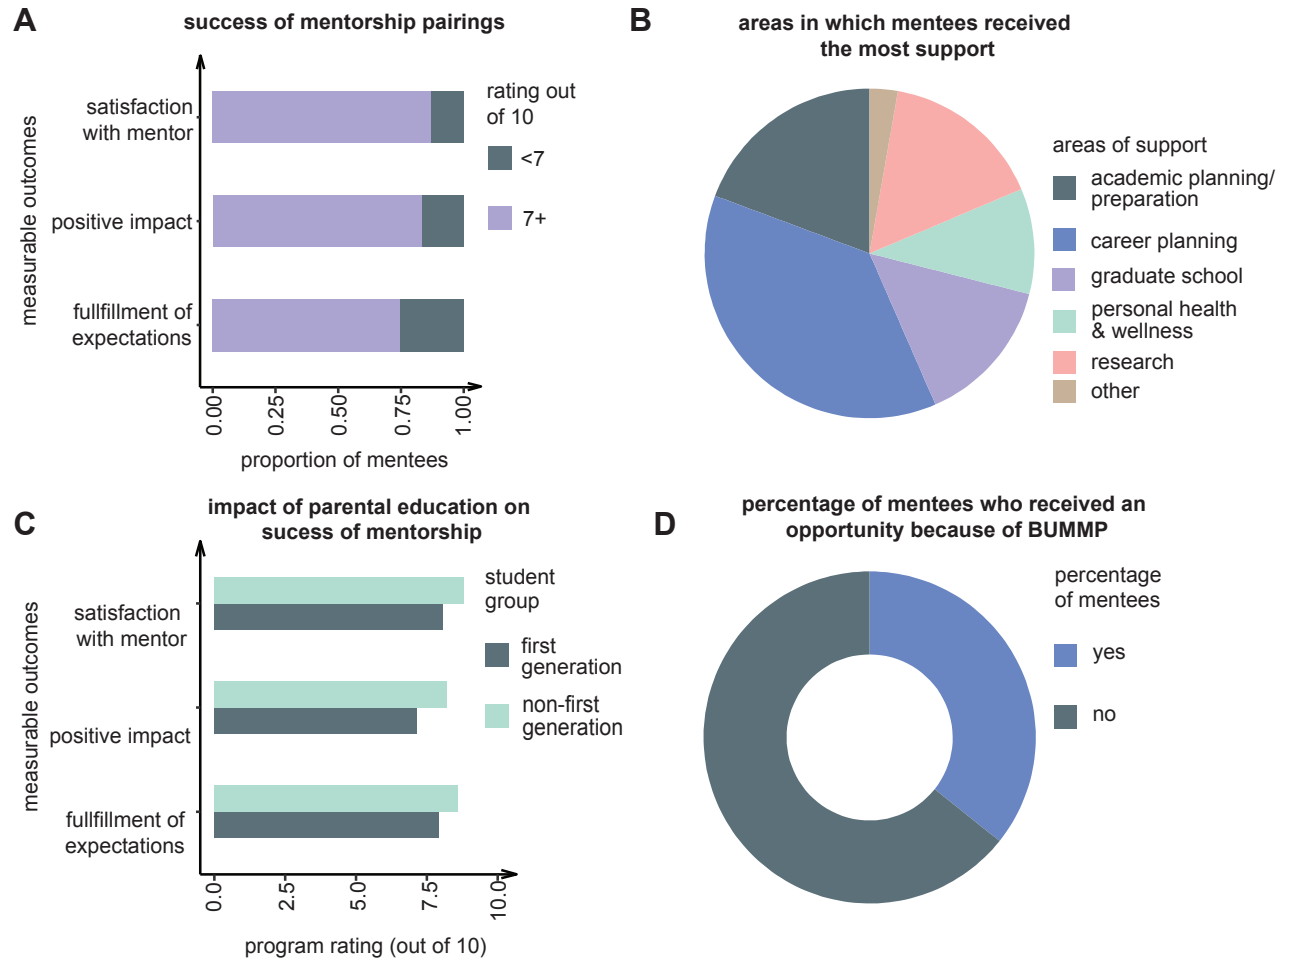 A
success of mentorship pairings
measurable outcomes
satisfaction
with mentor
positive impact
fullfillment of
expectations
0.00
0.25
0.50
0.75
1.00
proportion of mentees
rating out
of 10
<7
7+
B
areas in which mentees received
the most support
areas of support
academic planning/
preparation
career planning
graduate school
personal health
& wellness
research
other
C
impact of parental education on
sucess of mentorship
measurable outcomes
satisfaction
with mentor
positive impact
fullfillment of
expectations
0.0
2.5
5.0
7.5
10.0
program rating (out of 10)
student
group
first
generation
non-first
generation
D
percentage of mentees who received an
opportunity because of BUMMP
percentage
of mentees
yes
no